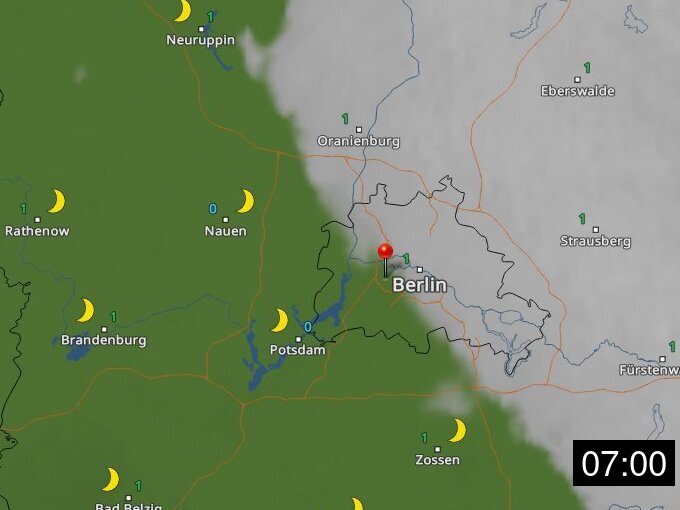 1
Neuruppin
1
Eberswalde
1
Oranienburg
1
Rathenow
0
Nauen
1
Strausberg
1
Berlin
1
Brandenburg
0
Potsdam
1
Fürstenwa
1
Zossen
07:00
1
Bad Belzig